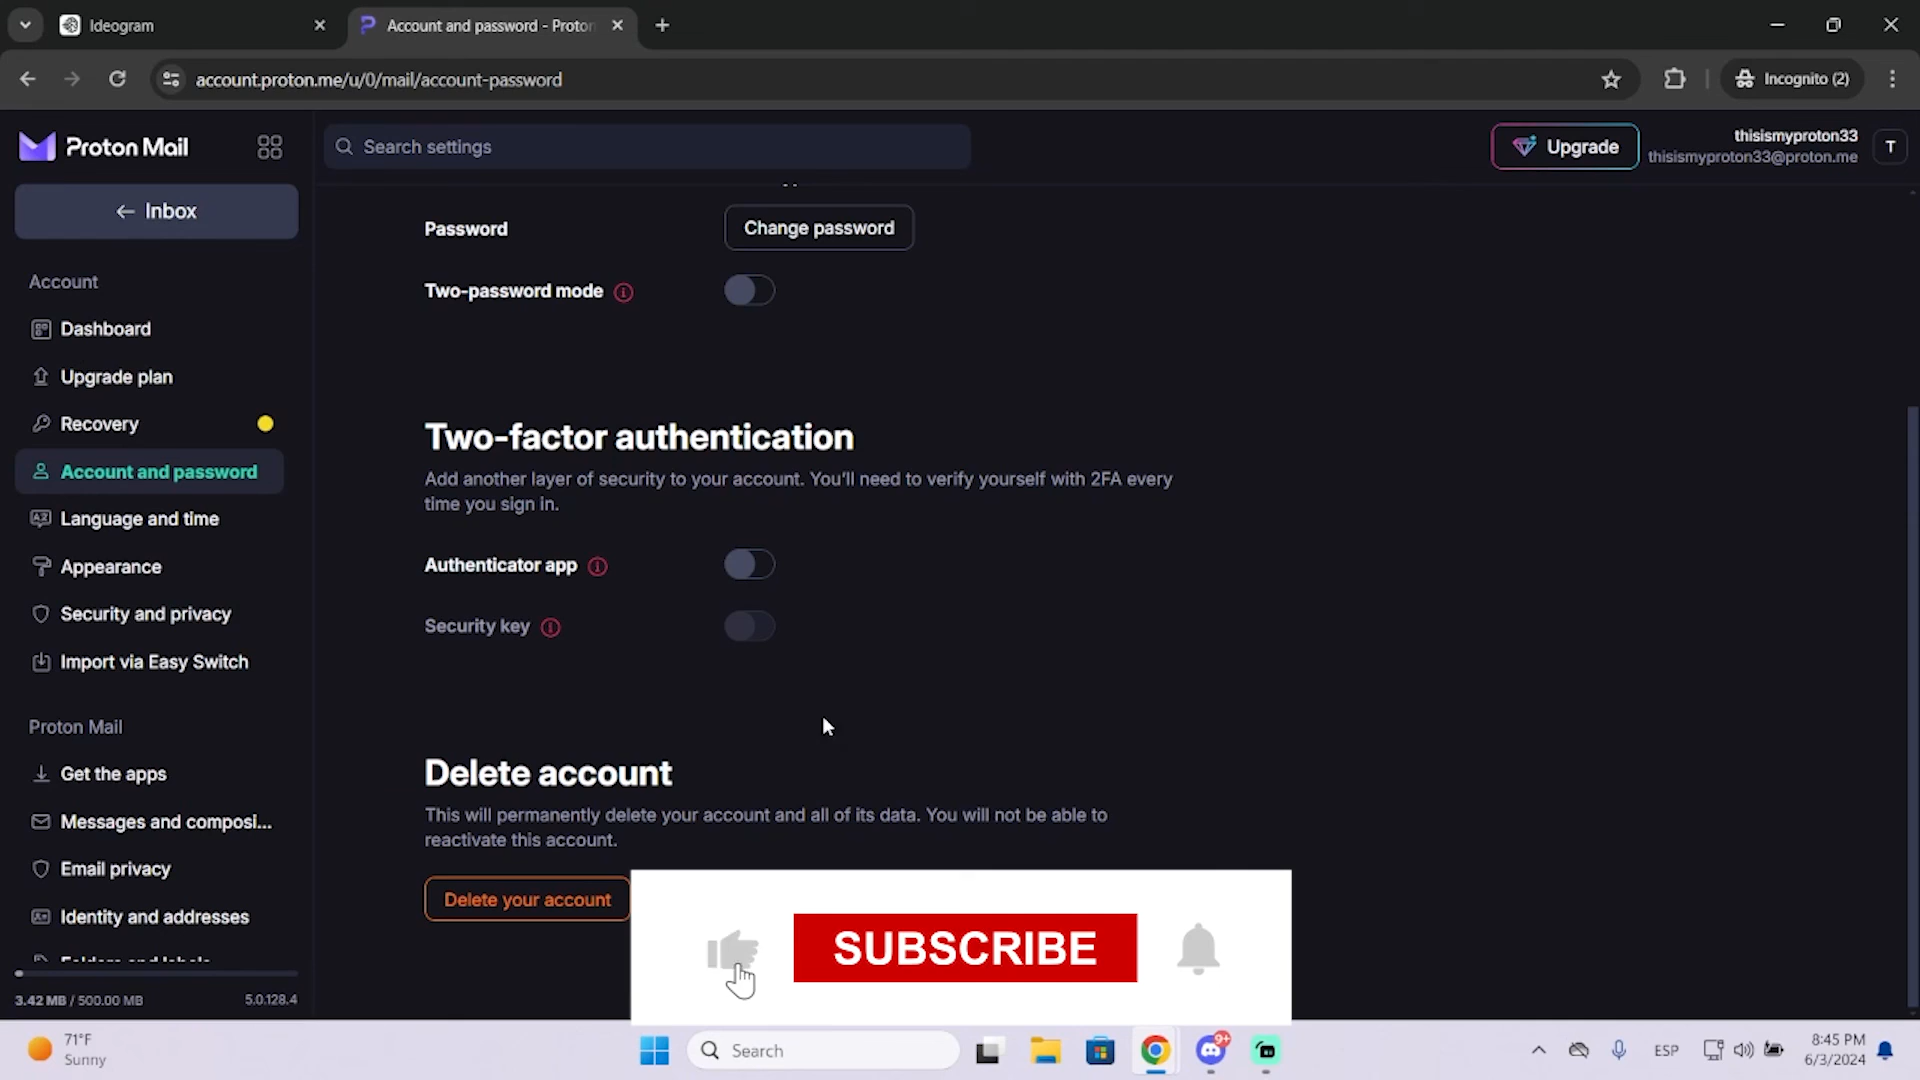 Ideogram
Account and password - Proton
account.proton.me/u/0/mail/account-password
Incognito (2)
Proton Mail
Search settings
Upgrade
thisismyproton33
thisismyproton33@proton.me
T
Inbox
Account
Dashboard
Upgrade plan
Recovery
Account and password
Language and time
Appearance
Security and privacy
Import via Easy Switch
Proton Mail
Get the apps
Messages and composi...
Email privacy
Identity and addresses
3.42 MB / 500.00 MB
5.0.128.4
Password
Change password
Two-password mode
Two-factor authentication
Add another layer of security to your account. You'll need to verify yourself with 2FA every
time you sign in.
Authenticator app
Security key
Delete account
This will permanently delete your account and all of its data. You will not be able to
reactivate this account.
Delete your account
SUBSCRIBE
71°F
Sunny
Search
9+
ESP
8:45 PM
6/3/2024